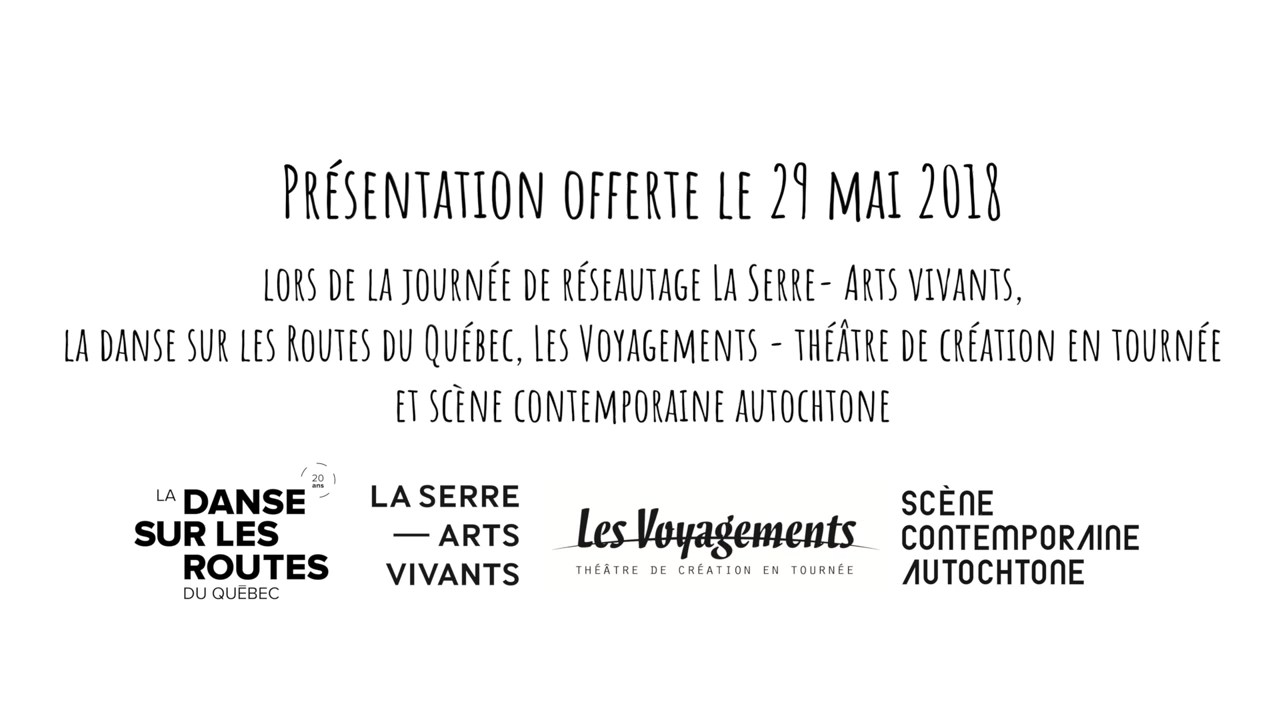 Présentation offerte le 29 mai 2018
lors de la journée de réseautage La Serre- Arts vivants,
la danse sur les Routes du Québec, Les Voyagements - théâtre de création en tournée
et scène contemporaine autochtone
20
ans
LA DANSE
SUR LES
ROUTES
DU QUÉBEC
LA SERRE
— ARTS
VIVANTS
Les Voyagements
THÉÂTRE DE CRÉATION EN TOURNÉE
SCÈNE
CONTEMPORAINE
AUTOCHTONE